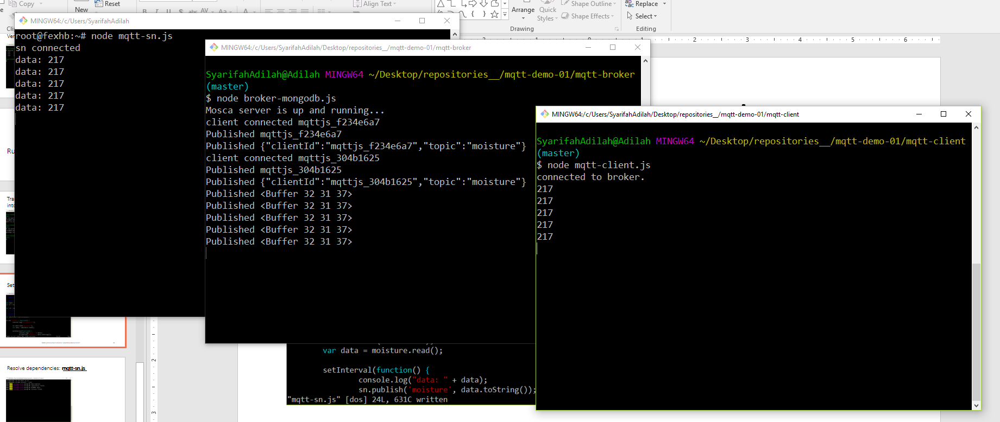 Copy
New
Reset
Align Text
Arrange
Quick
Styles
Shape Outline
Shape Effects
Replace
Select
Drawing
Editing
MINGW64:/c/Users/SyarifahAdilah
root@fexhb:~# node mqtt-sn.js
sn connected
data: 217
data: 217
data: 217
data: 217
data: 217
MINGW64:/c/Users/SyarifahAdilah/Desktop/repositories__/mqtt-demo-01/mqtt-broker
SyarifahAdilah@Adilah MINGW64 ~/Desktop/repositories__/mqtt-demo-01/mqtt-broker
(master)
$ node broker-mongodb.js
Mosca server is up and running...
client connected mqttjs_f234e6a7
Published mqttjs_f234e6a7
Published {"clientId":"mqttjs_f234e6a7","topic":"moisture"}
client connected mqttjs_304b1625
Published mqttjs_304b1625
Published {"clientId":"mqttjs_304b1625","topic":"moisture"}
Published <Buffer 32 31 37>
Published <Buffer 32 31 37>
Published <Buffer 32 31 37>
Published <Buffer 32 31 37>
Published <Buffer 32 31 37>
MINGW64:/c/Users/SyarifahAdilah/Desktop/repositories__/mqtt-demo-01/mqtt-client
SyarifahAdilah@Adilah MINGW64 ~/Desktop/repositories__/mqtt-demo-01/mqtt-client
(master)
$ node mqtt-client.js
connected to broker.
217
217
217
217
217
var data = moisture.read();
setInterval(function() {
console.log("data: " + data);
sn.publish('moisture', data.toString());
"mqtt-sn.js" [dos] 24L, 631C written
Resolve dependencies: mqtt-sn.js